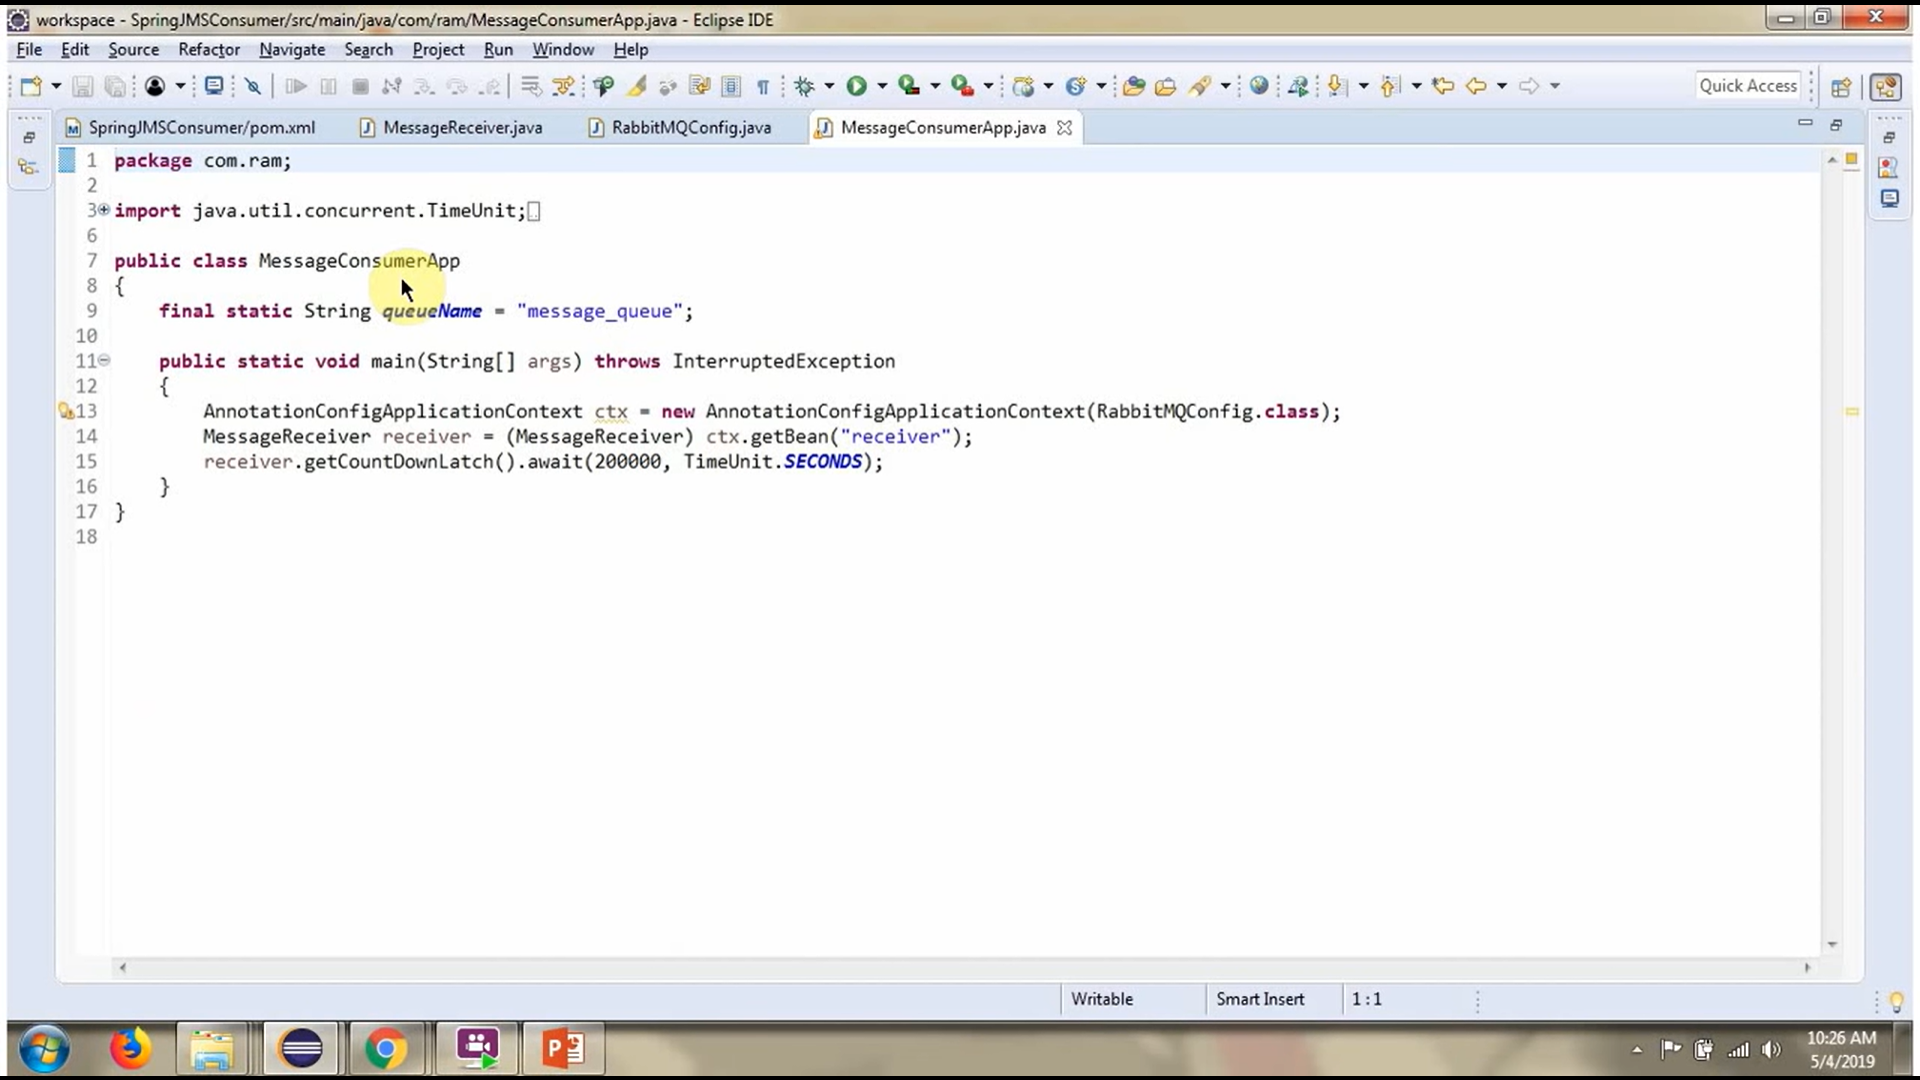 workspace - SpringJMSConsumer/src/main/java/com/ram/MessageConsumerApp.java - Eclipse IDE
File Edit Source Refactor Navigate Search Project Run Window Help
Quick Access
SpringJMSConsumer/pom.xml MessageReceiver.java RabbitMQConfig.java MessageConsumerApp.java
1 package com.ram;
2
3 import java.util.concurrent.TimeUnit;
6
7 public class MessageConsumerApp
8 {
9 final static String queueName = "message_queue";
10
11 public static void main(String[] args) throws InterruptedException
12 {
13 AnnotationConfigApplicationContext ctx = new AnnotationConfigApplicationContext(RabbitMQConfig.class);
14 MessageReceiver receiver = (MessageReceiver) ctx.getBean("receiver");
15 receiver.getCountDownLatch().await(200000, TimeUnit.SECONDS);
16 }
17 }
18
Writable Smart Insert 1 : 1
10:26 AM
5/4/2019